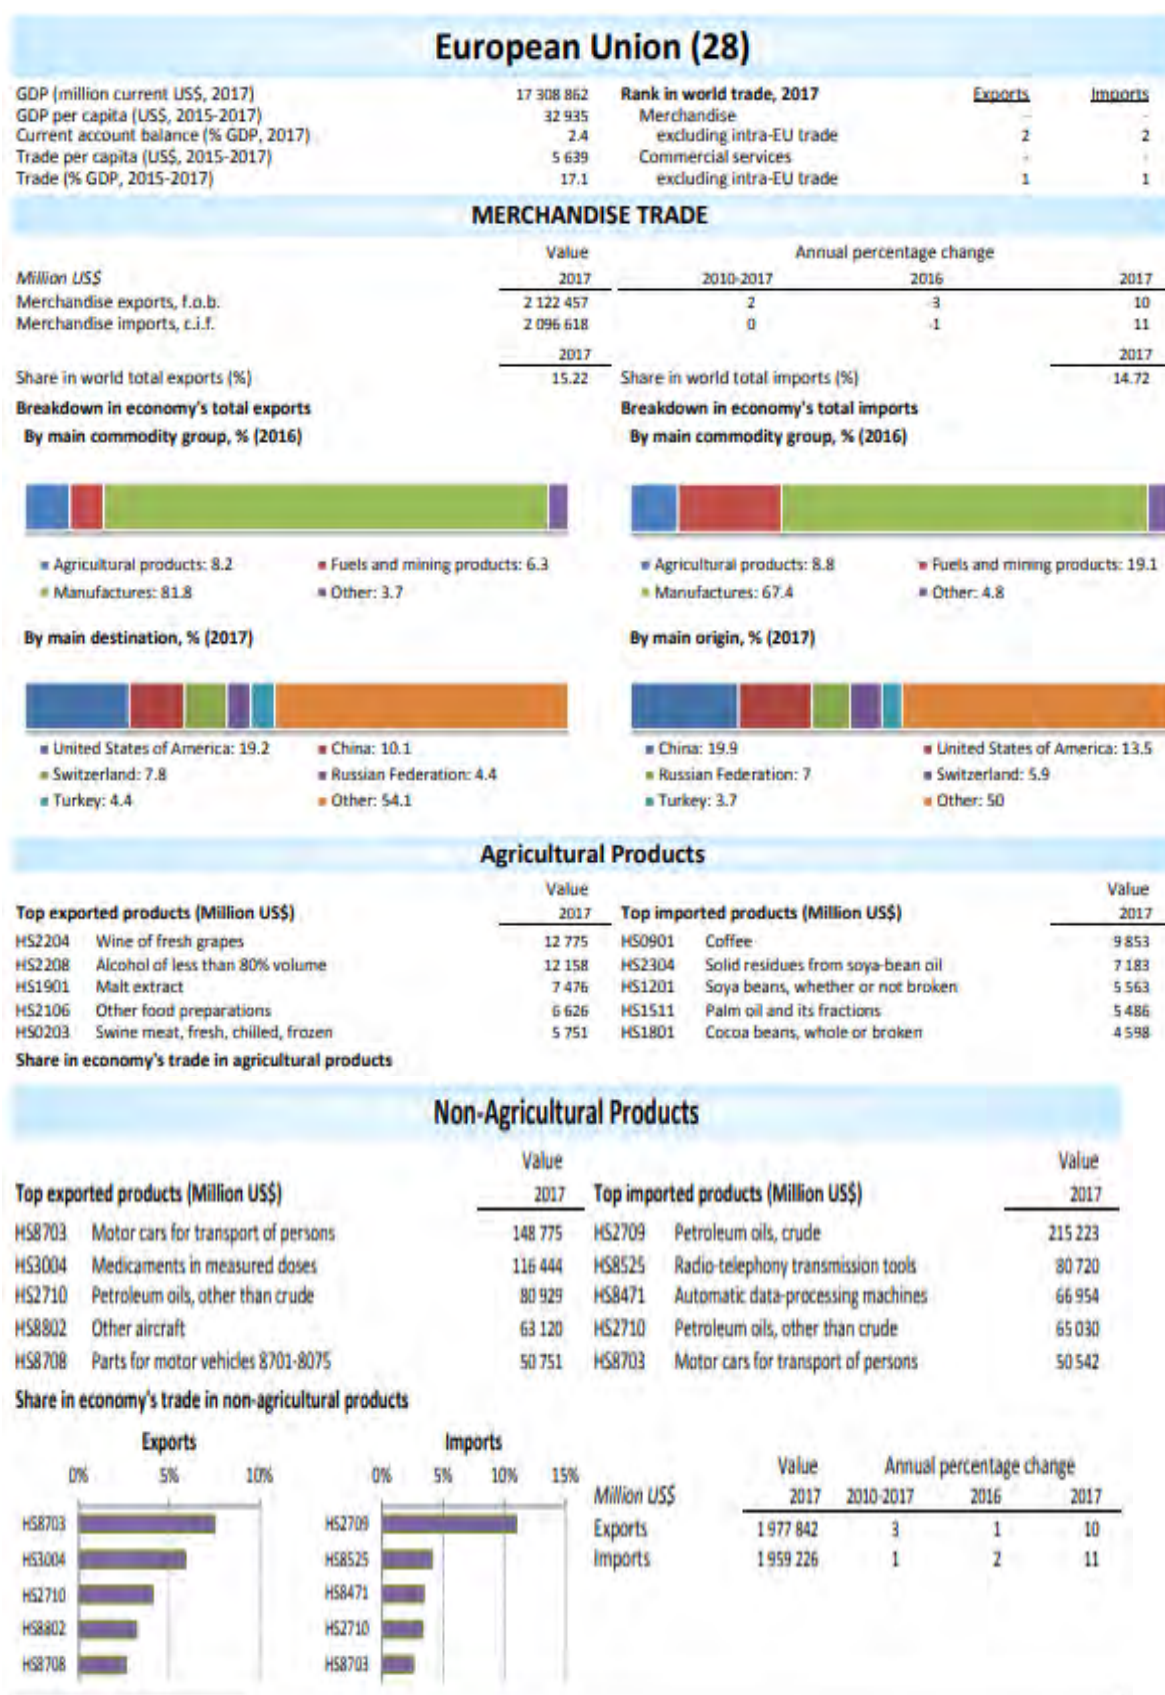 European Union (28)
GDP (million current US$, 2017) 17 308 862 Rank in world trade, 2017 Exports Imports
GDP per capita (US$, 2015-2017) 32 935 Merchandise - -
Current account balance (% GDP, 2017) 2.4 excluding intra-EU trade 2 2
Trade per capita (US$, 2015-2017) 5 639 Commercial services - -
Trade (% GDP, 2015-2017) 17.1 excluding intra-EU trade 1 1
MERCHANDISE TRADE
Value Annual percentage change
Million US$ 2017 2010-2017 2016 2017
Merchandise exports, f.o.b. 2 122 457 2 -3 10
Merchandise imports, c.i.f. 2 096 618 0 -1 11
2017 2017
Share in world total exports (%) 15.22 Share in world total imports (%) 14.72
Breakdown in economy's total exports Breakdown in economy's total imports
By main commodity group, % (2016) By main commodity group, % (2016)
Agricultural products: 8.2 Fuels and mining products: 6.3 Agricultural products: 8.8 Fuels and mining products: 19.1
Manufactures: 81.8 Other: 3.7 Manufactures: 67.4 Other: 4.8
By main destination, % (2017) By main origin, % (2017)
United States of America: 19.2 China: 10.1 China: 19.9 United States of America: 13.5
Switzerland: 7.8 Russian Federation: 4.4 Russian Federation: 7 Switzerland: 5.9
Turkey: 4.4 Other: 54.1 Turkey: 3.7 Other: 50
Agricultural Products
Value Value
Top exported products (Million US$) 2017 Top imported products (Million US$) 2017
HS2204 Wine of fresh grapes 12 775 HS0901 Coffee 9 853
HS2208 Alcohol of less than 80% volume 12 158 HS2304 Solid residues from soya-bean oil 7 183
HS1901 Malt extract 7 476 HS1201 Soya beans, whether or not broken 5 563
HS2106 Other food preparations 6 626 HS1511 Palm oil and its fractions 5 486
HS0203 Swine meat, fresh, chilled, frozen 5 751 HS1801 Cocoa beans, whole or broken 4 598
Share in economy's trade in agricultural products
Non-Agricultural Products
Value Value
Top exported products (Million US$) 2017 Top imported products (Million US$) 2017
HS8703 Motor cars for transport of persons 148 775 HS2709 Petroleum oils, crude 215 223
HS3004 Medicaments in measured doses 116 444 HS8525 Radio-telephony transmission tools 80 720
HS2710 Petroleum oils, other than crude 80 929 HS8471 Automatic data-processing machines 66 954
HS8802 Other aircraft 63 120 HS2710 Petroleum oils, other than crude 65 030
HS8708 Parts for motor vehicles 8701-8075 50 751 HS8703 Motor cars for transport of persons 50 542
Share in economy's trade in non-agricultural products
Exports Imports
0% 5% 10% 0% 5% 10% 15%
Value Annual percentage change
Million US$ 2017 2010-2017 2016 2017
HS8703 HS2709 Exports 1 977 842 3 1 10
HS3004 HS8525 Imports 1 959 226 1 2 11
HS2710 HS8471
HS8802 HS2710
HS8708 HS8703